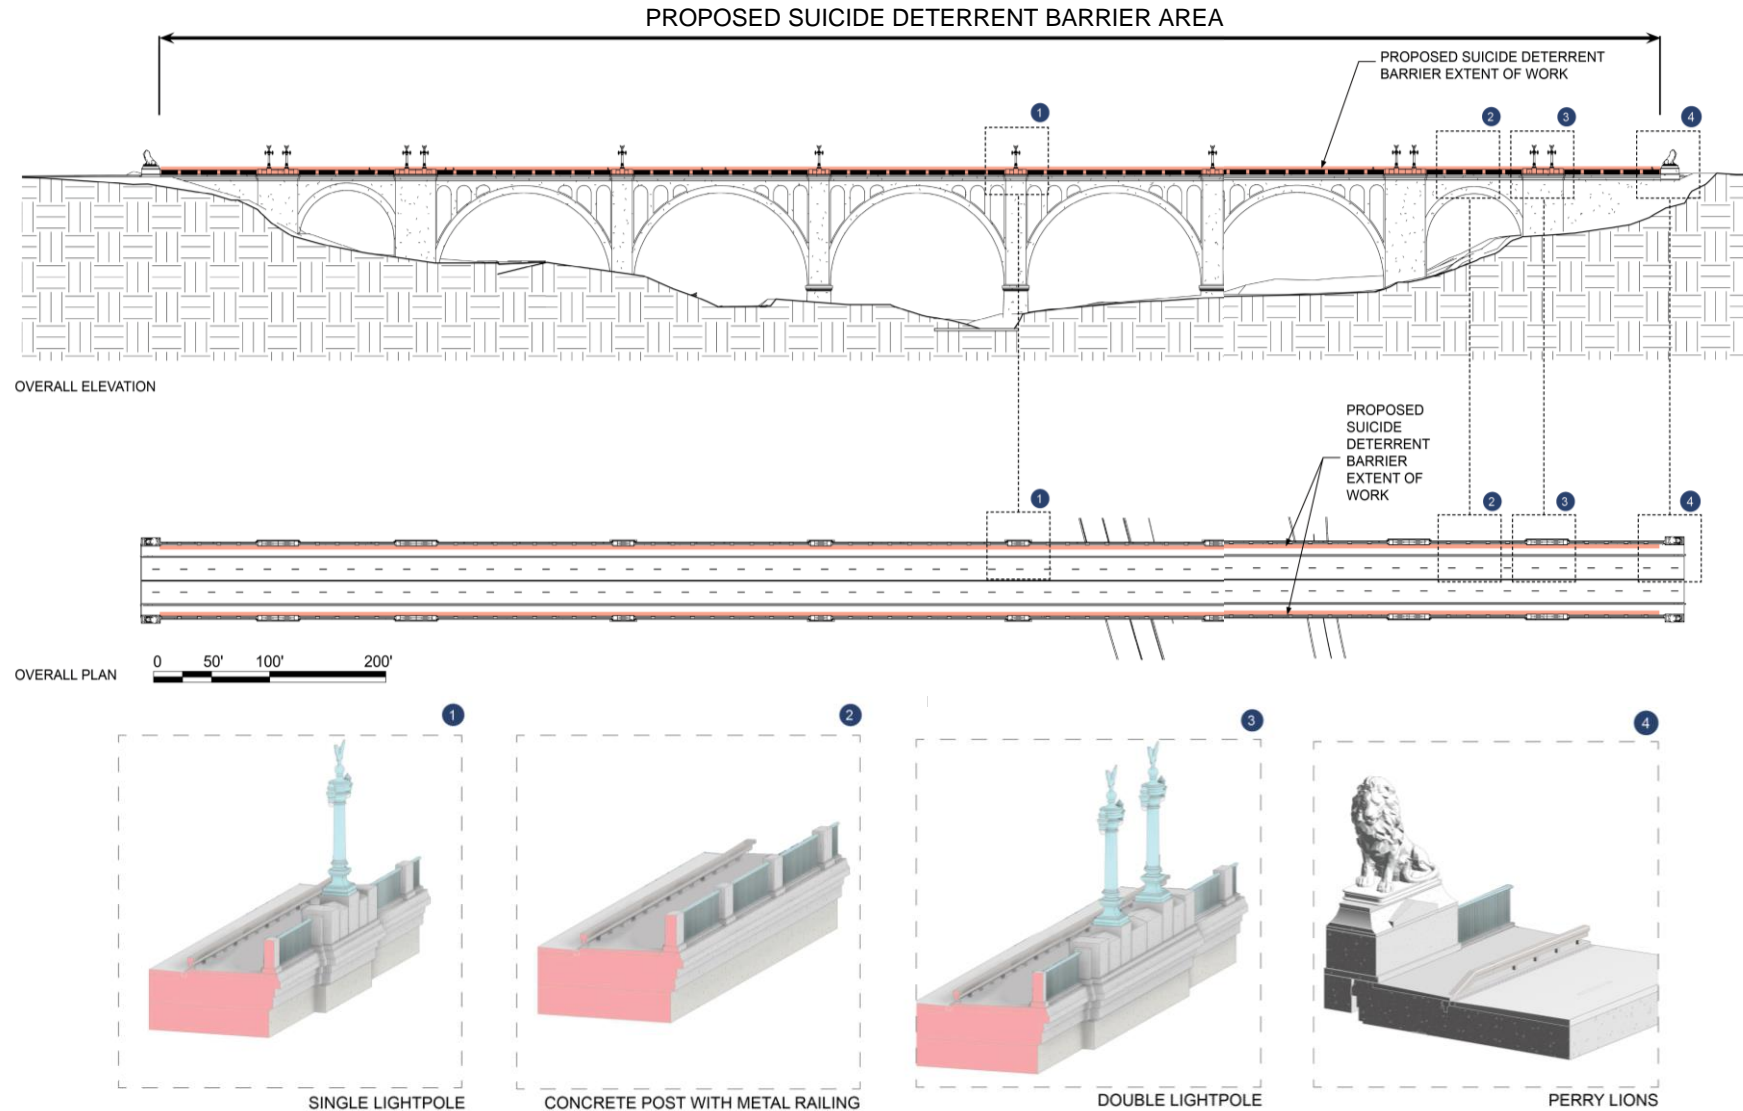 PROPOSED SUICIDE DETERRENT BARRIER AREA
PROPOSED SUICIDE DETERRENT
BARRIER EXTENT OF WORK
1
2
3
4
OVERALL ELEVATION
PROPOSED
SUICIDE
DETERRENT
BARRIER
EXTENT OF
WORK
1
2
3
4
OVERALL PLAN
0 50' 100' 200'
1
2
3
4
SINGLE LIGHTPOLE
CONCRETE POST WITH METAL RAILING
DOUBLE LIGHTPOLE
PERRY LIONS